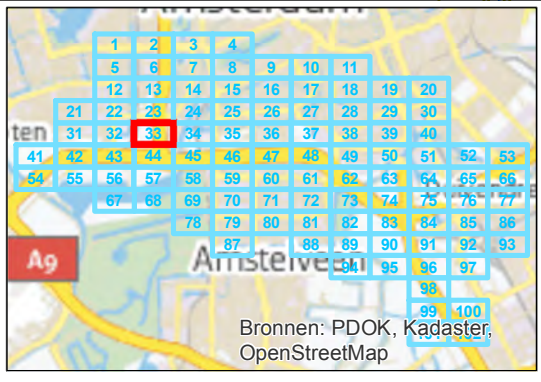 Amsterdam
1 2 3 4
5 6 7 8 9 10 11
12 13 14 15 16 17 18 19 20
21 22 23 24 25 26 27 28 29 30
ten 31 32 33 34 35 36 37 38 39 40
41 42 43 44 45 46 47 48 49 50 51 52 53
54 55 56 57 58 59 60 61 62 63 64 65 66
67 68 69 70 71 72 73 74 75 76 77
78 79 80 81 82 83 84 85 86
87 88 89 90 91 92 93
A9 Amstelveen
94 95 96 97
98
99 100
Bronnen: PDOK, Kadaster,
101 102
OpenStreetMap